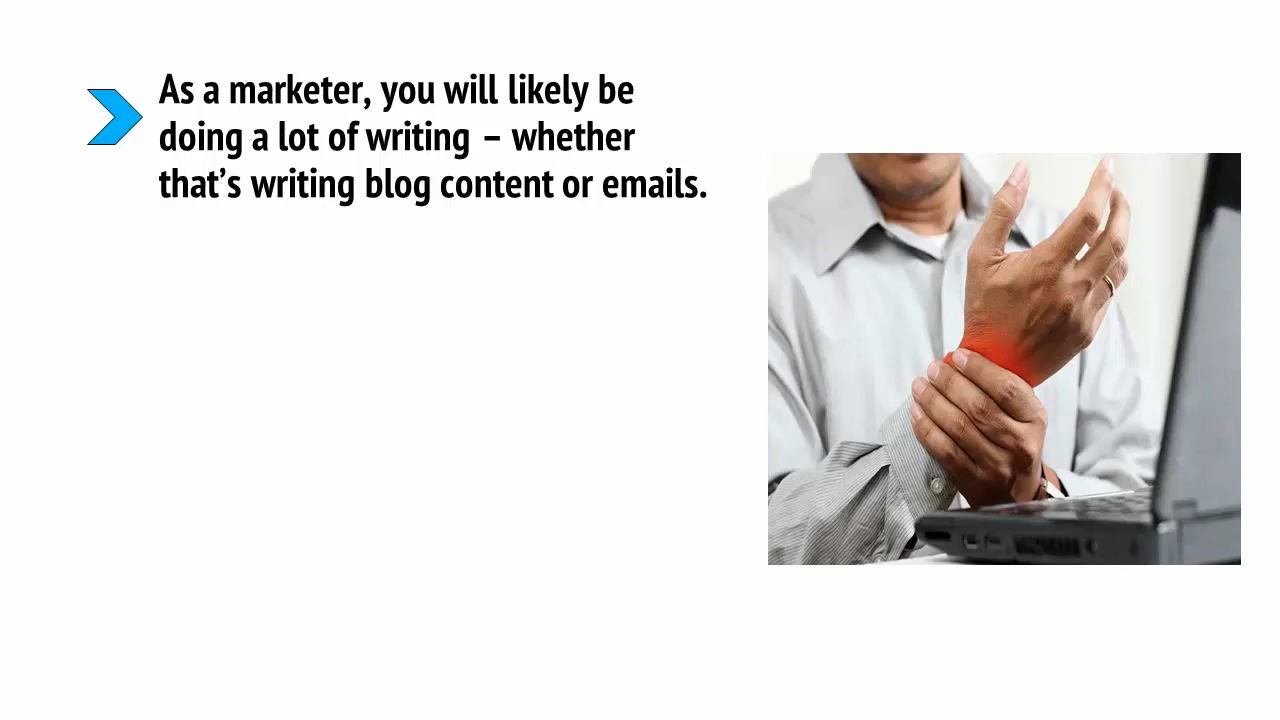 As a marketer, you will likely be
doing a lot of writing – whether
that’s writing blog content or emails.